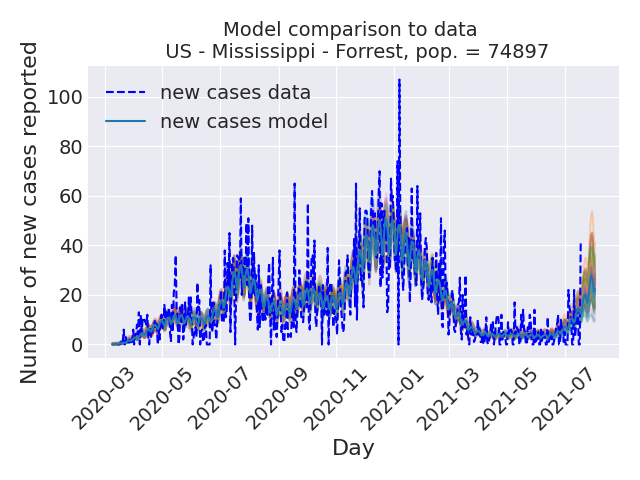 Model comparison to data
US - Mississippi - Forrest, pop. = 74897
Number of new cases reported
100
80
60
40
20
0
new cases data
new cases model
2020-03
2020-05
2020-07
2020-09
2020-11
2021-01
2021-03
2021-05
2021-07
Day